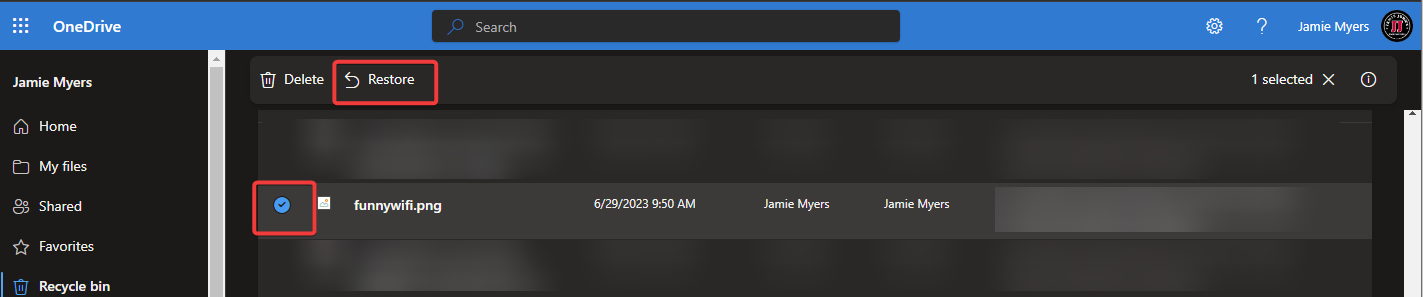 OneDrive
Search
Jamie Myers
Jamie Myers
Home
My files
Shared
Favorites
Recycle bin
Delete
Restore
1 selected
funnywifi.png
6/29/2023 9:50 AM
Jamie Myers
Jamie Myers